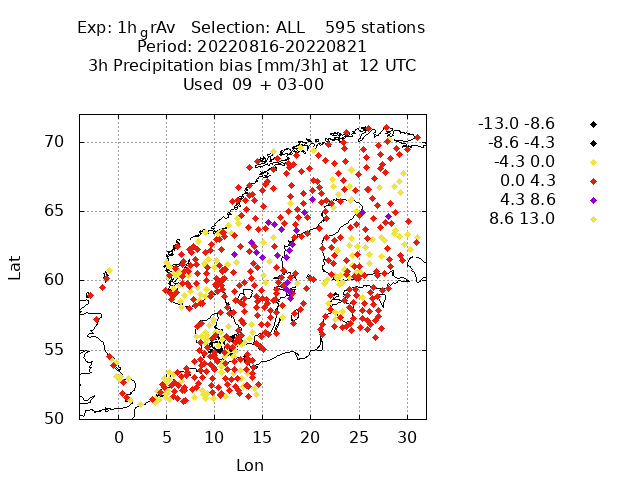 Exp: 1h grAv Selection: ALL 595 stations
Period: 20220816-20220821
3h Precipitation bias [mm/3h] at 12 UTC
Used 09 + 03-00
-13.0 -8.6
-8.6 -4.3
-4.3 0.0
0.0 4.3
4.3 8.6
8.6 13.0
70
65
60
55
50
Lat
0 5 10 15 20 25 30
Lon